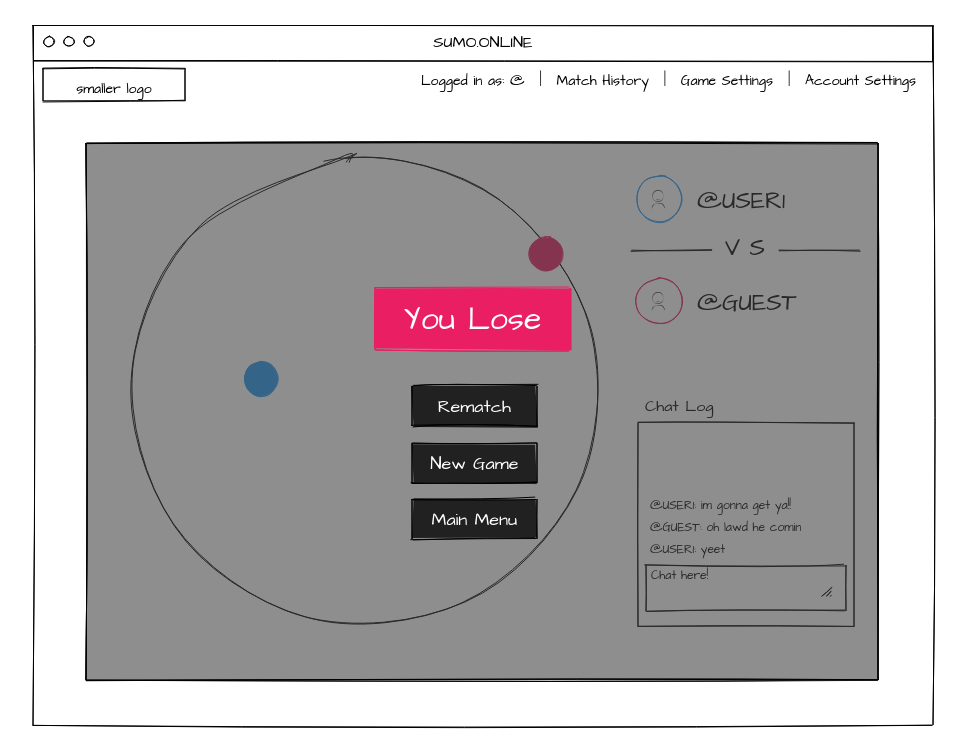 SUMO.ONLINE
smaller logo
Logged in as: @ | Match History | Game Settings | Account Settings
@USER1
V S
@GUEST
You Lose
Rematch
New Game
Main Menu
Chat Log
@USER1: im gonna get ya!!
@GUEST: oh lawd he comin
@USER1: yeet
Chat here!